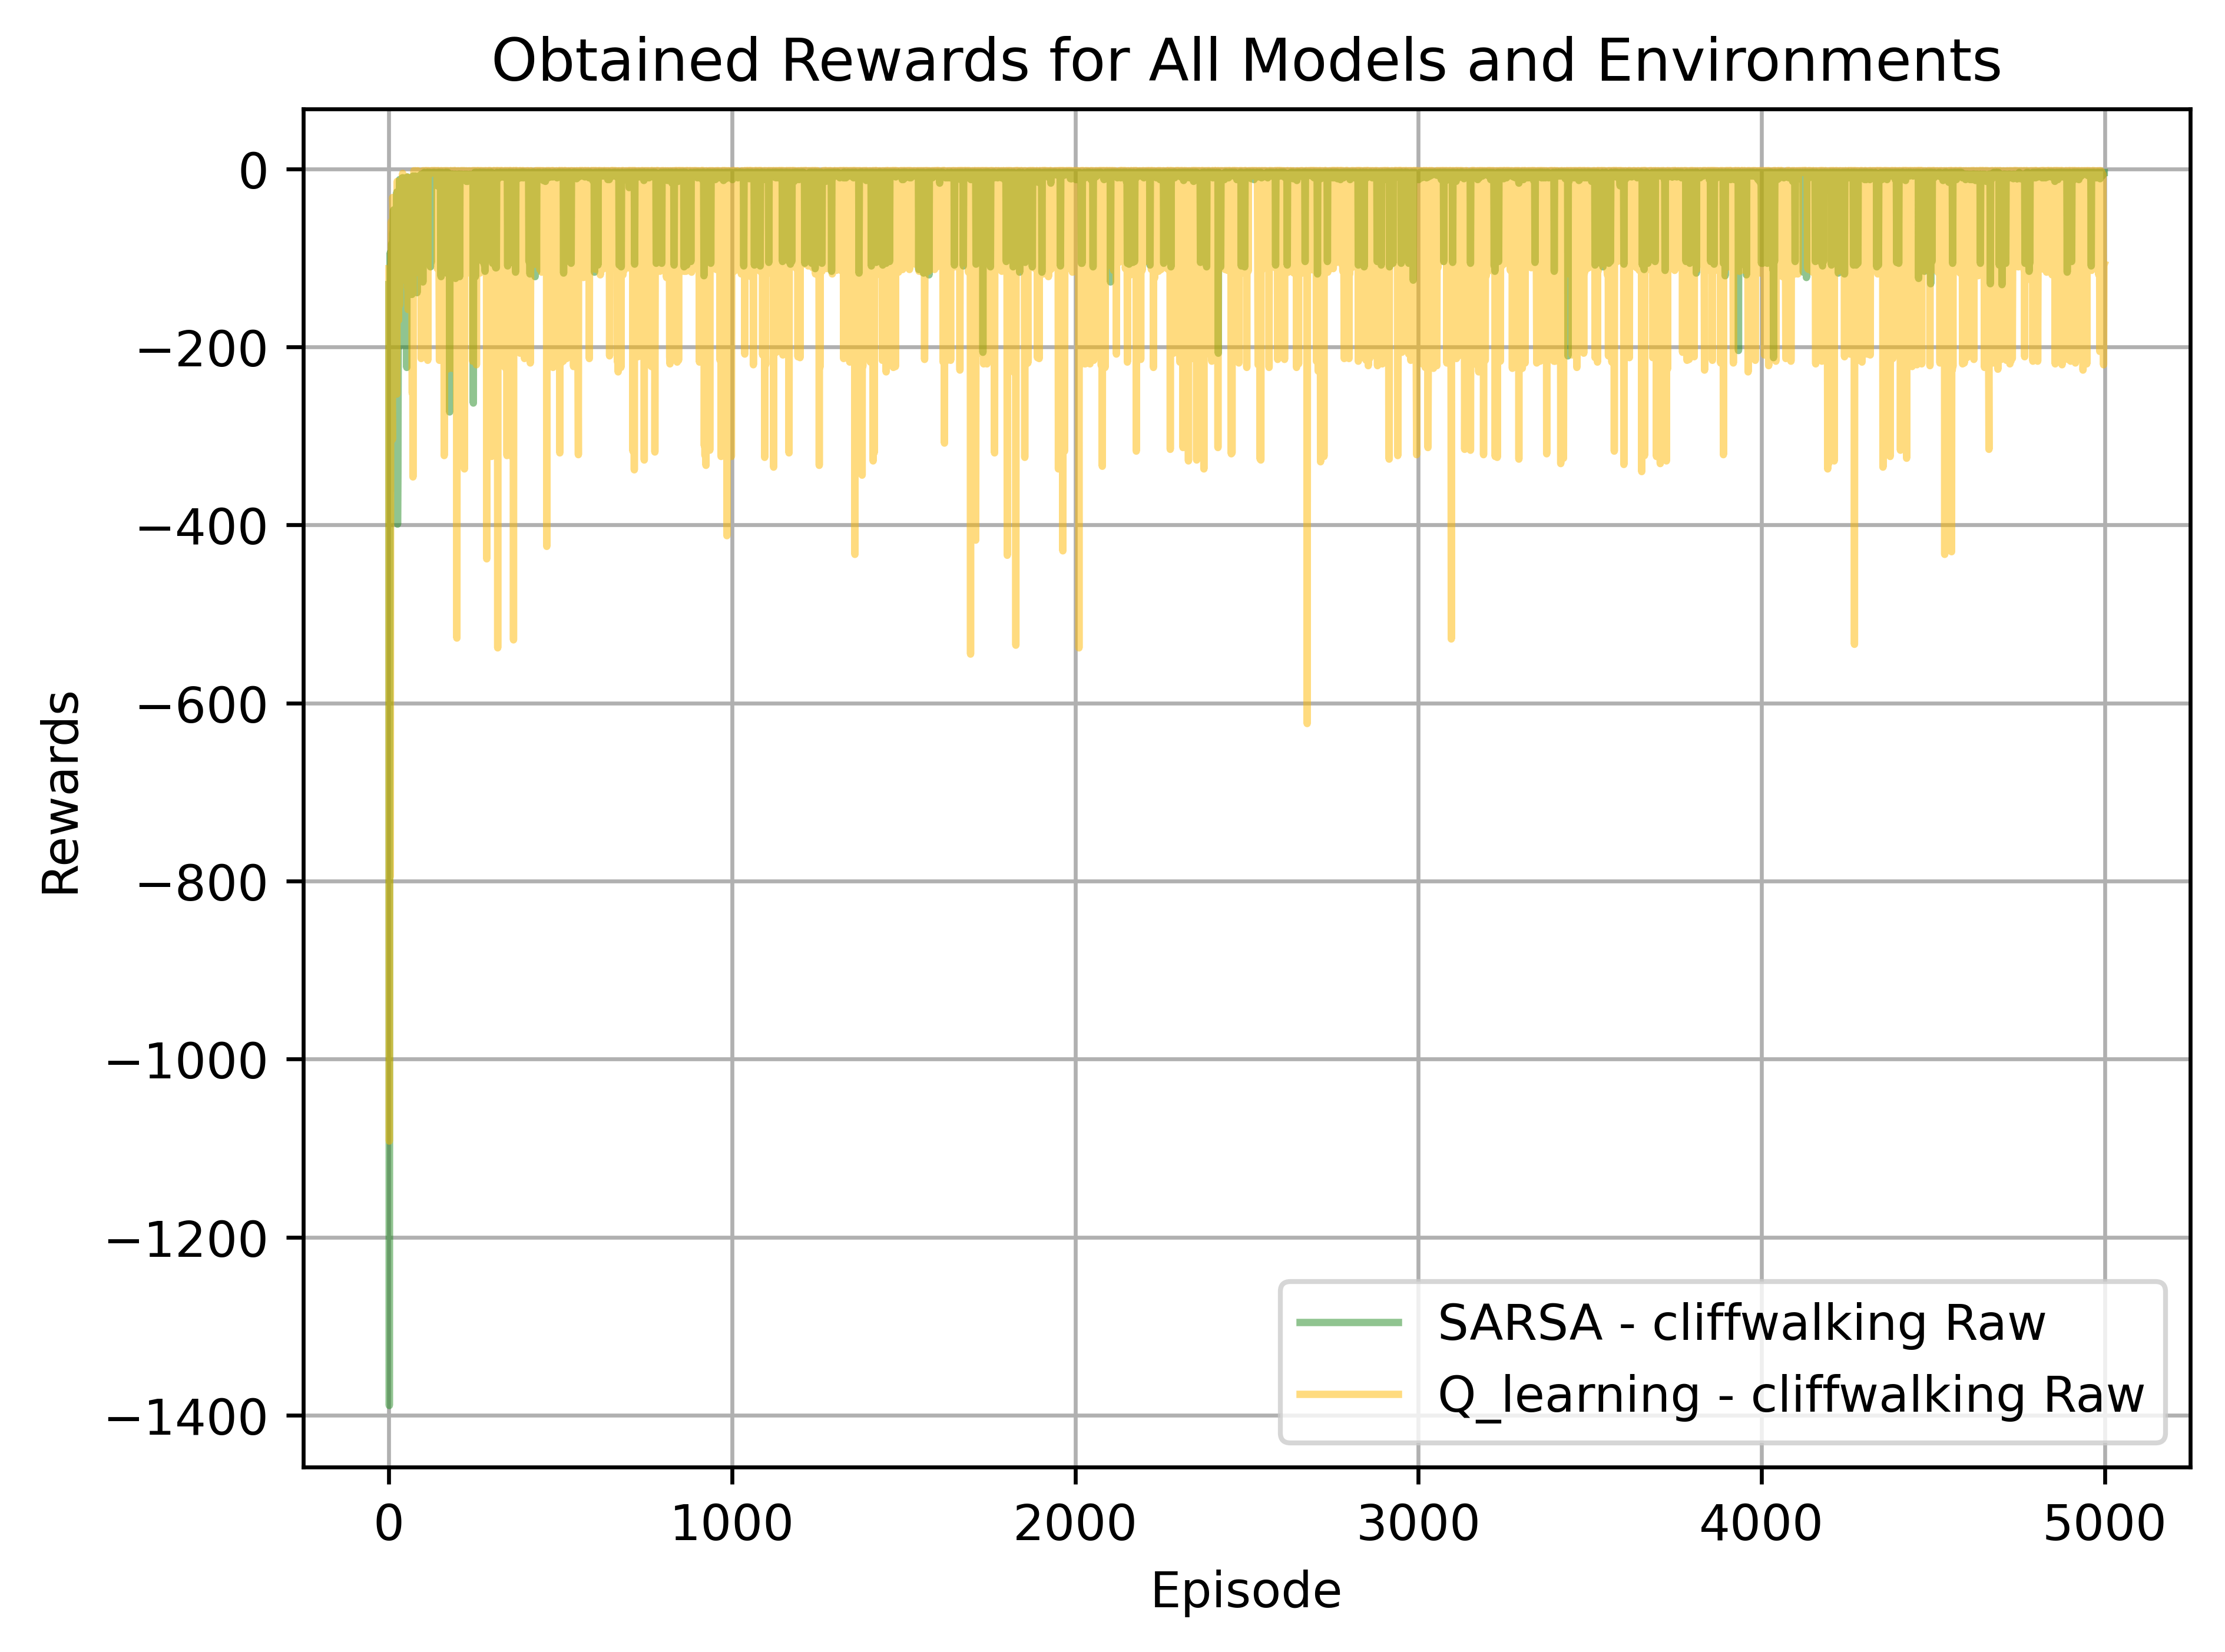 Obtained Rewards for All Models and Environments
0
−200
−400
−600
−800
−1000
−1200
−1400
Rewards
0 1000 2000 3000 4000 5000
Episode
SARSA - cliffwalking Raw
Q_learning - cliffwalking Raw